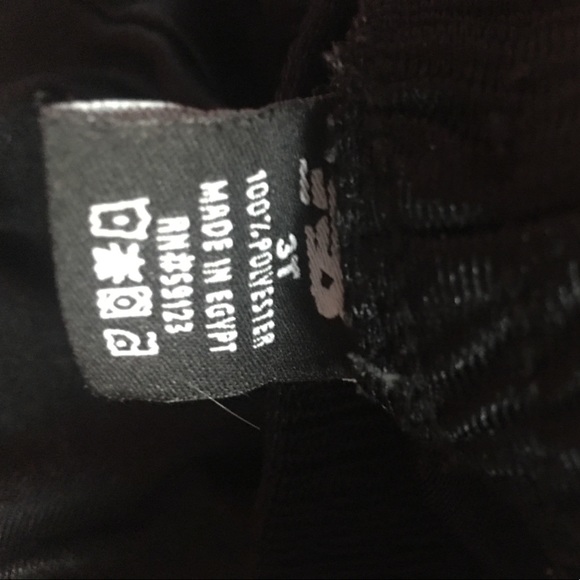 3T
100% POLYESTER
MADE IN EGYPT
RN#59123